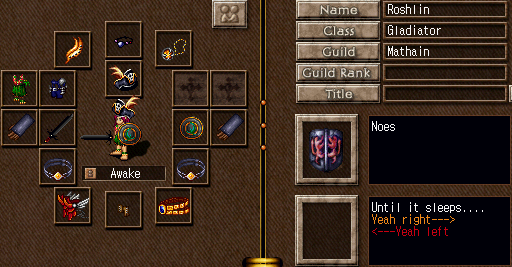 Name Roshlin
Class Gladiator
Guild Mathain
Guild Rank
Title
Noes
Awake
Until it sleeps....
Yeah right--->
<---Yeah left